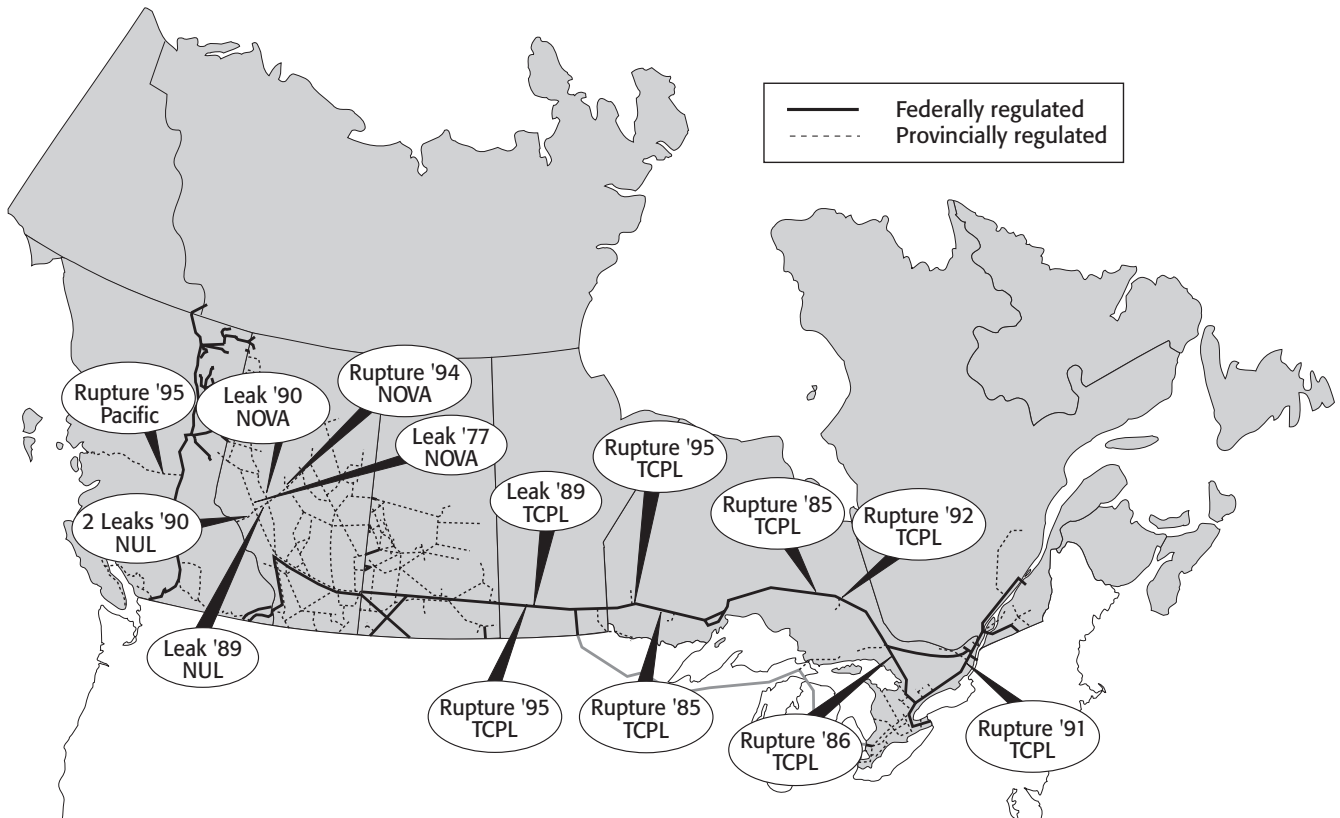 Federally regulated
Provincially regulated
Rupture '95
Pacific
Leak '90
NOVA
Rupture '94
NOVA
Leak '77
NOVA
2 Leaks '90
NUL
Leak '89
NUL
Leak '89
TCPL
Rupture '95
TCPL
Rupture '85
TCPL
Rupture '92
TCPL
Rupture '95
TCPL
Rupture '85
TCPL
Rupture '86
TCPL
Rupture '91
TCPL